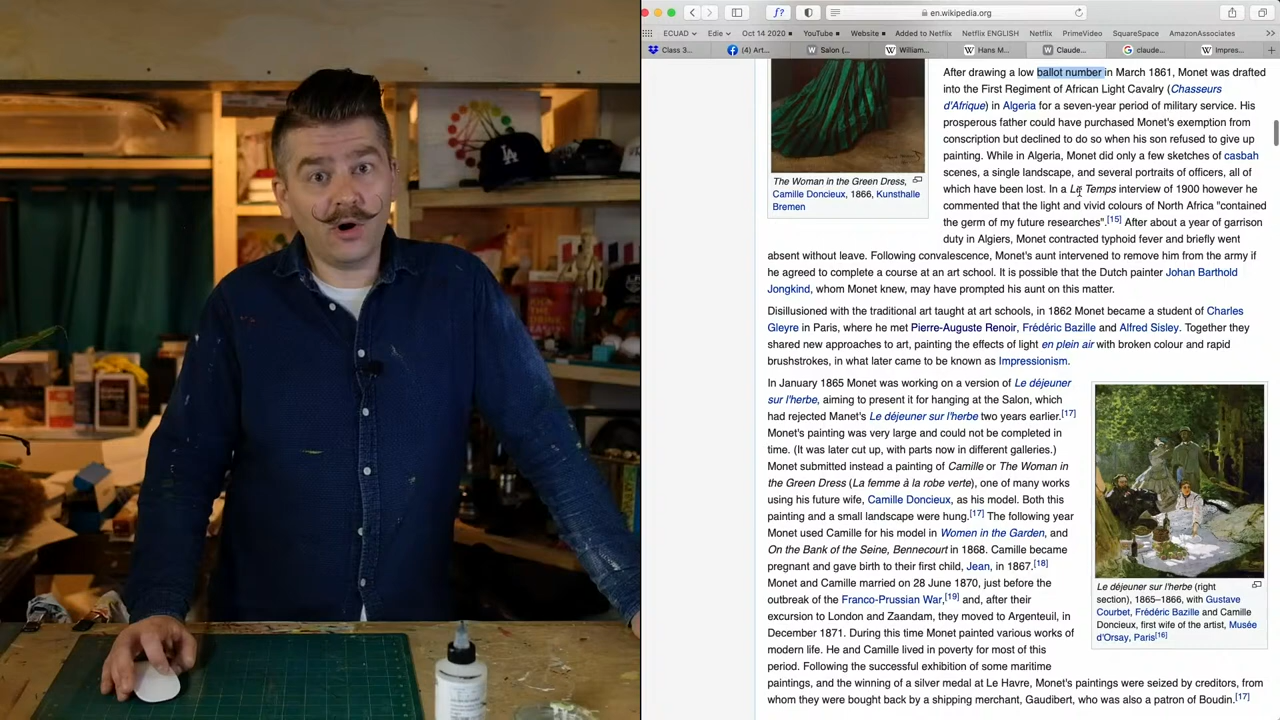 LA
en.wikipedia.org
ECUAD
Edie
Oct 14 2020
YouTube
Website
Added to Netflix
Netflix ENGLISH
Netflix
PrimeVideo
SquareSpace
AmazonAssociates
Class 3...
(4) Art...
Salon (...
William...
Hans M...
Claude...
claude...
Impres...
The Woman in the Green Dress,
Camille Doncieux, 1866, Kunsthalle
Bremen
After drawing a low ballot number in March 1861, Monet was drafted
into the First Regiment of African Light Cavalry (Chasseurs
d'Afrique) in Algeria for a seven-year period of military service. His
prosperous father could have purchased Monet's exemption from
conscription but declined to do so when his son refused to give up
painting. While in Algeria, Monet did only a few sketches of casbah
scenes, a single landscape, and several portraits of officers, all of
which have been lost. In a Le Temps interview of 1900 however he
commented that the light and vivid colours of North Africa "contained
the germ of my future researches".[15] After about a year of garrison
duty in Algiers, Monet contracted typhoid fever and briefly went
absent without leave. Following convalescence, Monet's aunt intervened to remove him from the army if
he agreed to complete a course at an art school. It is possible that the Dutch painter Johan Barthold
Jongkind, whom Monet knew, may have prompted his aunt on this matter.
Disillusioned with the traditional art taught at art schools, in 1862 Monet became a student of Charles
Gleyre in Paris, where he met Pierre-Auguste Renoir, Frédéric Bazille and Alfred Sisley. Together they
shared new approaches to art, painting the effects of light en plein air with broken colour and rapid
brushstrokes, in what later came to be known as Impressionism.
In January 1865 Monet was working on a version of Le déjeuner
sur l'herbe, aiming to present it for hanging at the Salon, which
had rejected Manet's Le déjeuner sur l'herbe two years earlier.[17]
Monet's painting was very large and could not be completed in
time. (It was later cut up, with parts now in different galleries.)
Monet submitted instead a painting of Camille or The Woman in
the Green Dress (La femme à la robe verte), one of many works
using his future wife, Camille Doncieux, as his model. Both this
painting and a small landscape were hung.[17] The following year
Monet used Camille for his model in Women in the Garden, and
On the Bank of the Seine, Bennecourt in 1868. Camille became
pregnant and gave birth to their first child, Jean, in 1867.[18]
Monet and Camille married on 28 June 1870, just before the
outbreak of the Franco-Prussian War,[19] and, after their
excursion to London and Zaandam, they moved to Argenteuil, in
December 1871. During this time Monet painted various works of
modern life. He and Camille lived in poverty for most of this
period. Following the successful exhibition of some maritime
paintings, and the winning of a silver medal at Le Havre, Monet's paintings were seized by creditors, from
whom they were bought back by a shipping merchant, Gaudibert, who was also a patron of Boudin.[17]
Le déjeuner sur l'herbe (right
section), 1865–1866, with Gustave
Courbet, Frédéric Bazille and Camille
Doncieux, first wife of the artist, Musée
d'Orsay, Paris[16]